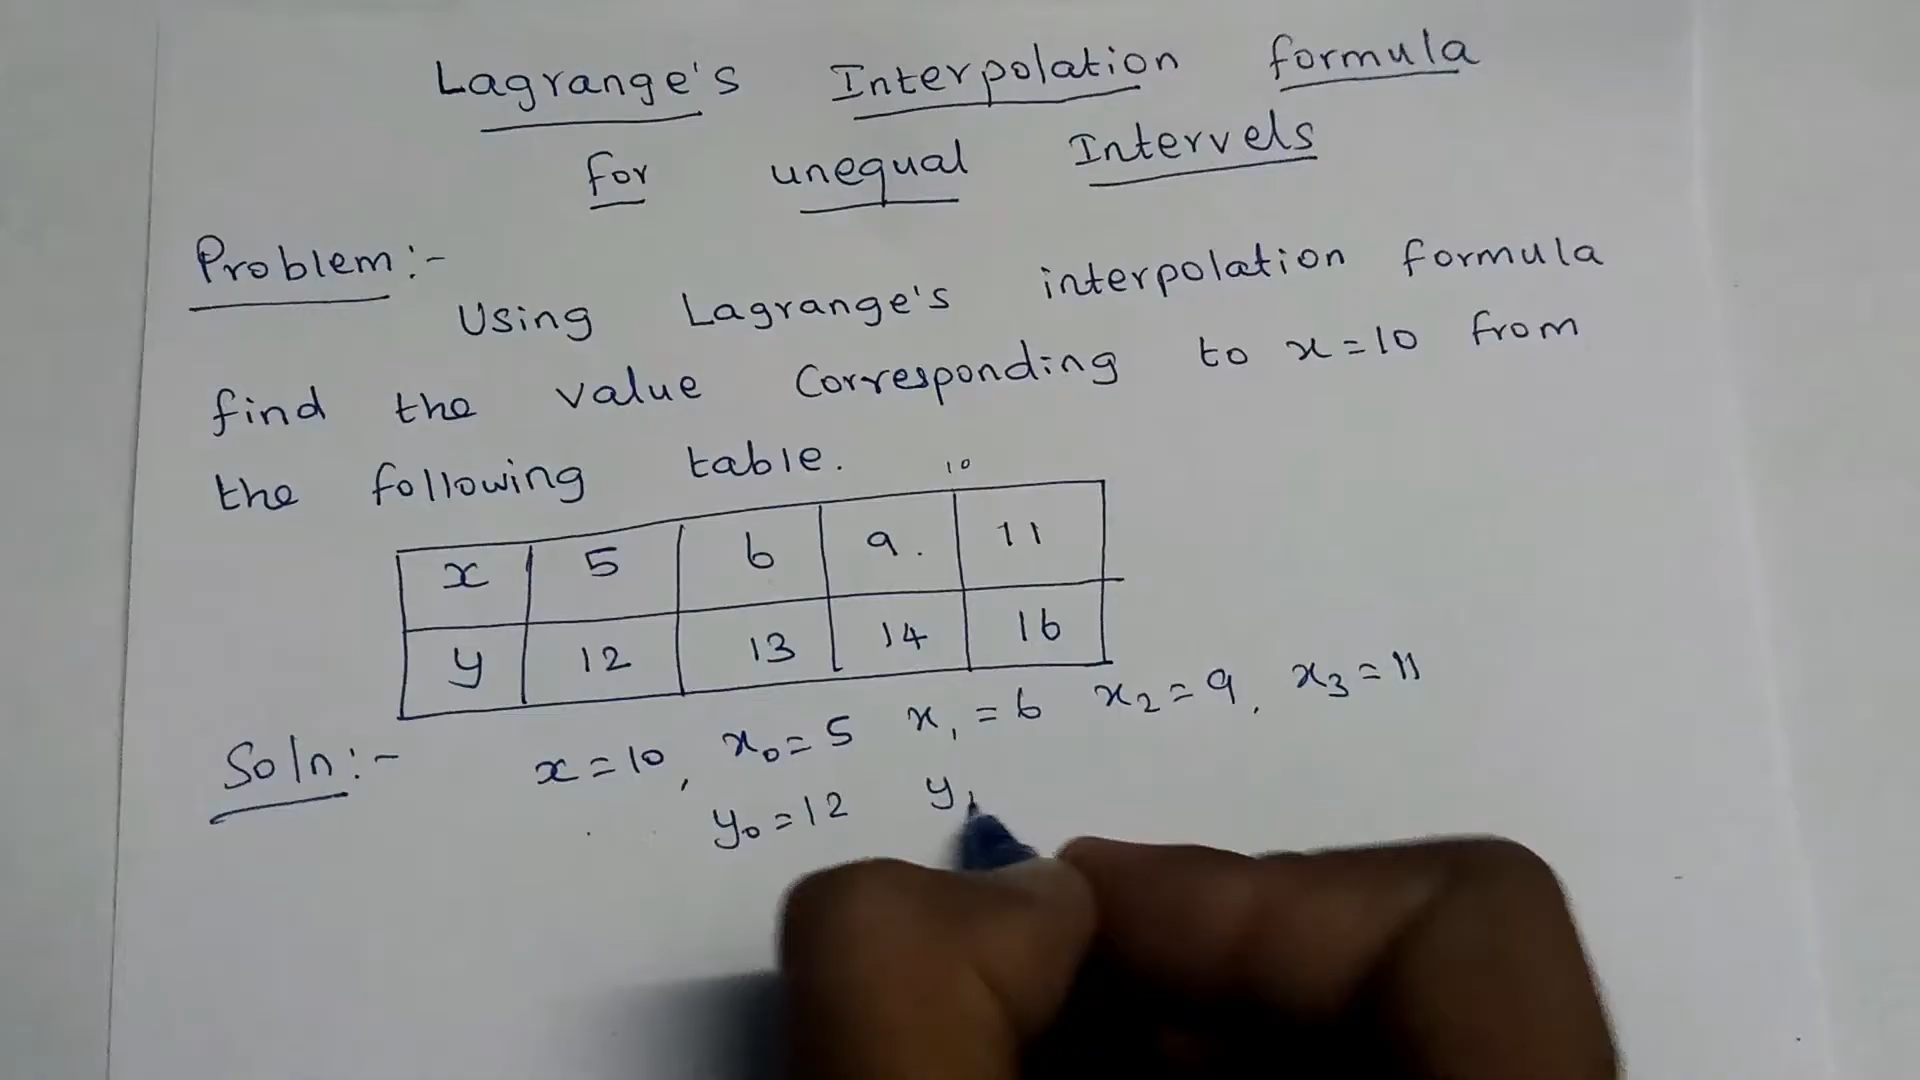 Lagrange's Interpolation formula
for unequal Intervels
Problem:-
Using Lagrange's interpolation formula
find the value Corresponding to x=10 from
the following table.
10
x 5 6 9. 11
y 12 13 14 16
Soln:- x=10, x₀=5 x₁=6 x₂=9, x₃=11
y₀=12 y₁